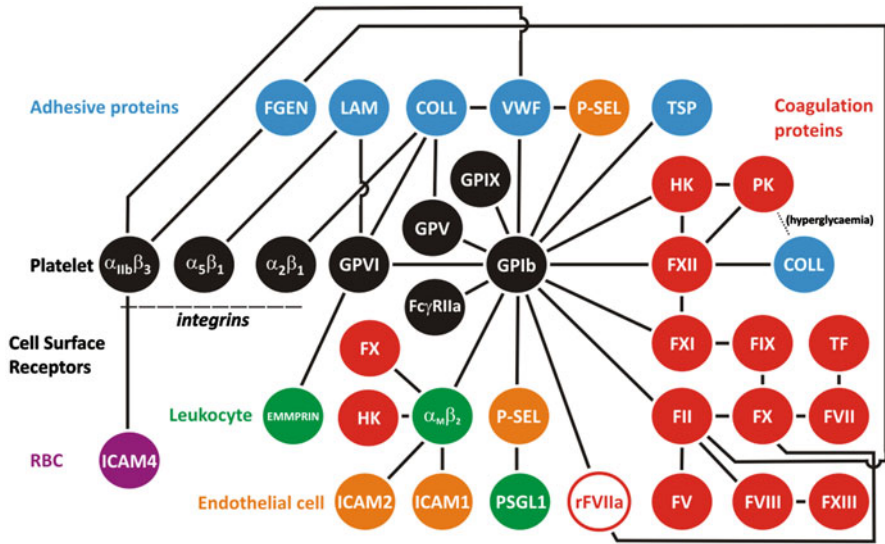 Adhesive proteins
FGEN
LAM
COLL
VWF
P-SEL
TSP
Coagulation
proteins
GPIX
HK
PK
(hyperglycaemia)
GPV
Platelet
αIIbβ3
α5β1
α2β1
GPVI
GPIb
FXII
COLL
integrins
FcγRIIa
Cell Surface
Receptors
FX
FXI
FIX
TF
Leukocyte
EMMPRIN
HK
αMβ2
P-SEL
FII
FX
FVII
RBC
ICAM4
Endothelial cell
ICAM2
ICAM1
PSGL1
rFVIIa
FV
FVIII
FXIII